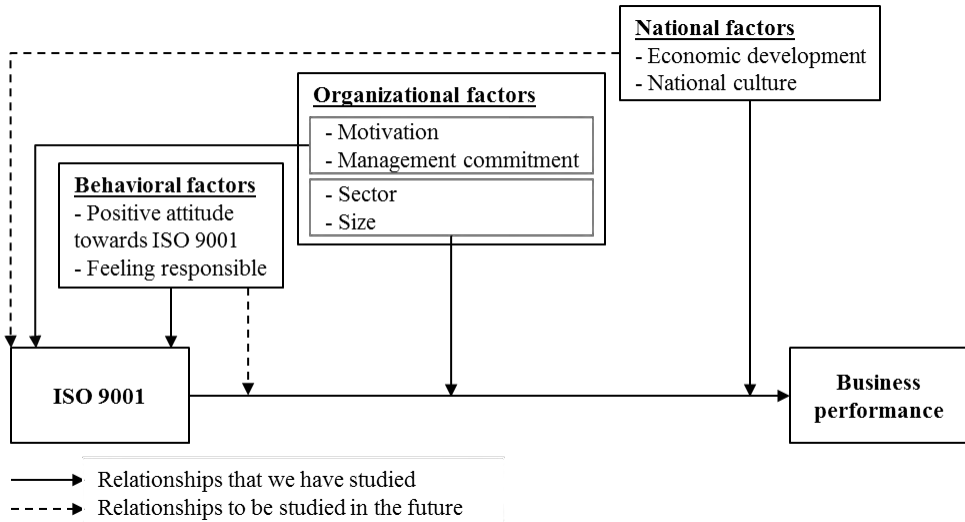 National factors
- Economic development
- National culture
Organizational factors
- Motivation
- Management commitment
- Sector
- Size
Behavioral factors
- Positive attitude
towards ISO 9001
- Feeling responsible
ISO 9001
Business
performance
Relationships that we have studied
Relationships to be studied in the future